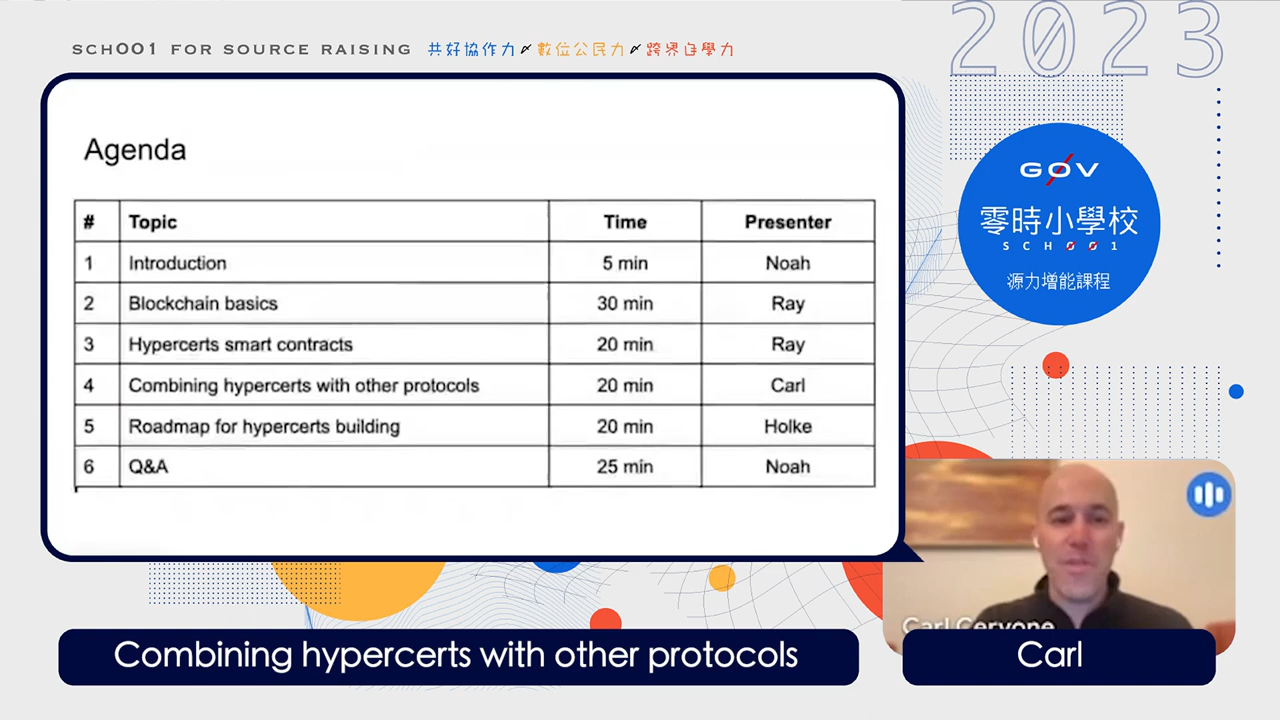 SCH001 FOR SOURCE RAISING 共好協作力 數位公民力 跨界自學力
2023
Agenda
# Topic Time Presenter
1 Introduction 5 min Noah
2 Blockchain basics 30 min Ray
3 Hypercerts smart contracts 20 min Ray
4 Combining hypercerts with other protocols 20 min Carl
5 Roadmap for hypercerts building 20 min Holke
6 Q&A 25 min Noah
G0V
零時小學校
SCH001
源力增能課程
Carl Cervone
Combining hypercerts with other protocols
Carl